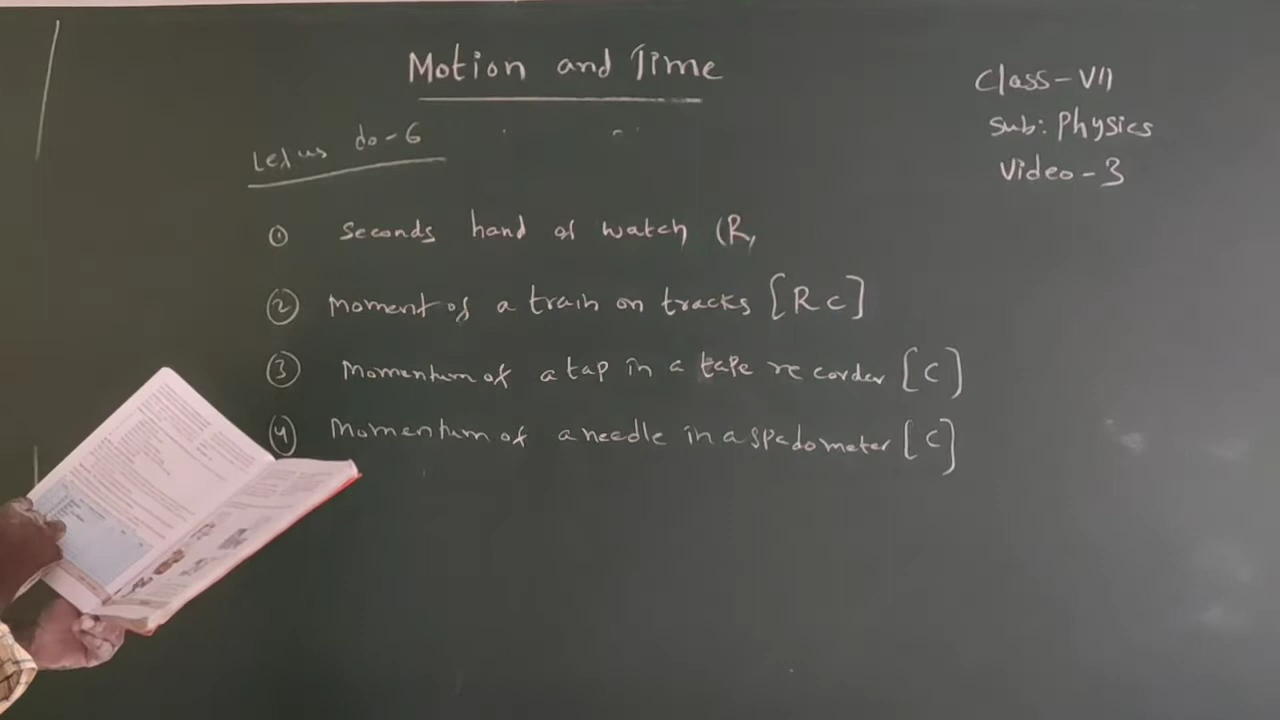 Motion and Time
Class - VII
Sub: Physics
Video - 3
Let us do - 6
① Seconds hand of watch (R,
② Moment of a train on tracks [R C]
③ Momentum of a tap in a tape recorder [C]
④ Momentum of a needle in a spedometer [C]